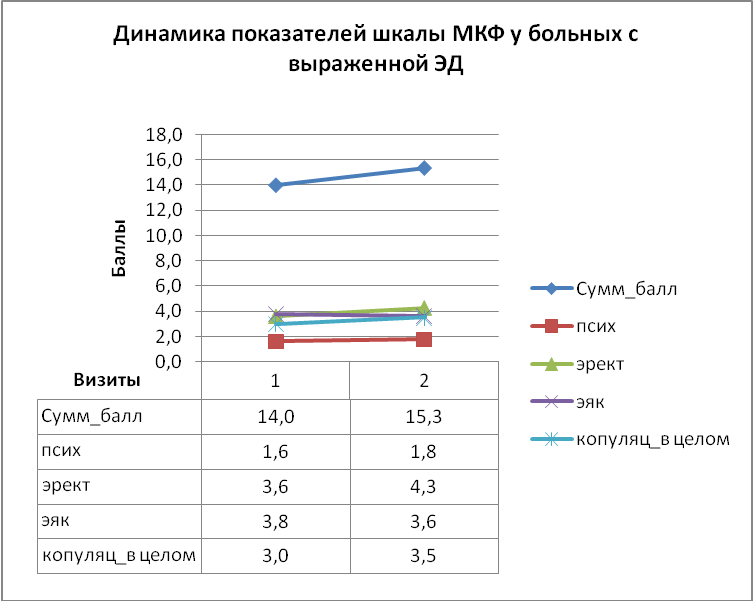 Динамика показателей шкалы МКФ у больных с
выраженной ЭД
Баллы
18,0
16,0
14,0
12,0
10,0
8,0
6,0
4,0
2,0
0,0
Визиты 1 2
Сумм_балл 14,0 15,3
псих 1,6 1,8
эрект 3,6 4,3
эяк 3,8 3,6
копуляц_в целом 3,0 3,5
Сумм_балл
псих
эрект
эяк
копуляц_в целом